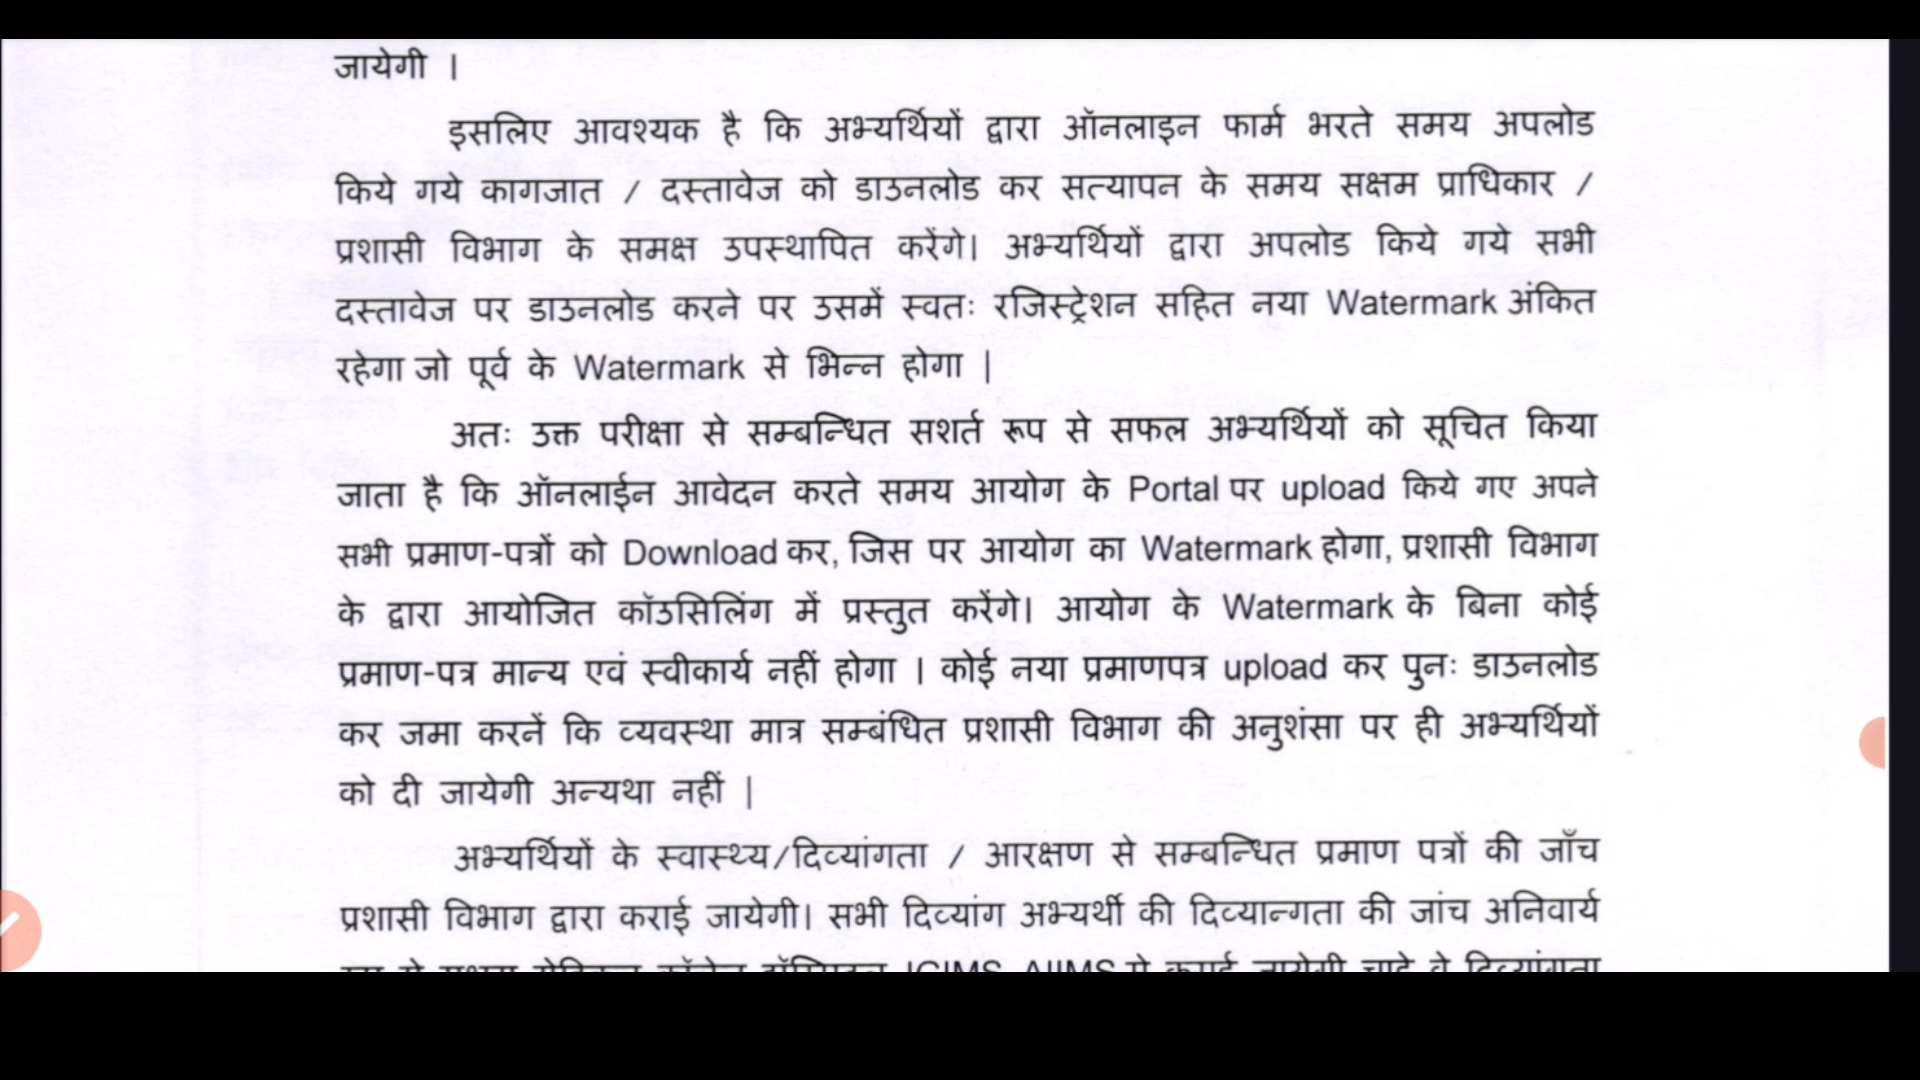 जायेगी ।
इसलिए आवश्यक है कि अभ्यर्थियों द्वारा ऑनलाइन फार्म भरते समय अपलोड
किये गये कागजात / दस्तावेज को डाउनलोड कर सत्यापन के समय सक्षम प्राधिकार /
प्रशासी विभाग के समक्ष उपस्थापित करेंगे। अभ्यर्थियों द्वारा अपलोड किये गये सभी
दस्तावेज पर डाउनलोड करने पर उसमें स्वतः रजिस्ट्रेशन सहित नया Watermark अंकित
रहेगा जो पूर्व के Watermark से भिन्न होगा |
अतः उक्त परीक्षा से सम्बन्धित सशर्त रूप से सफल अभ्यर्थियों को सूचित किया
जाता है कि ऑनलाईन आवेदन करते समय आयोग के Portal पर upload किये गए अपने
सभी प्रमाण-पत्रों को Download कर, जिस पर आयोग का Watermark होगा, प्रशासी विभाग
के द्वारा आयोजित कॉउसिलिंग में प्रस्तुत करेंगे। आयोग के Watermark के बिना कोई
प्रमाण-पत्र मान्य एवं स्वीकार्य नहीं होगा । कोई नया प्रमाणपत्र upload कर पुनः डाउनलोड
कर जमा करनें कि व्यवस्था मात्र सम्बंधित प्रशासी विभाग की अनुशंसा पर ही अभ्यर्थियों
को दी जायेगी अन्यथा नहीं |
अभ्यर्थियों के स्वास्थ्य/दिव्यांगता / आरक्षण से सम्बन्धित प्रमाण पत्रों की जाँच
प्रशासी विभाग द्वारा कराई जायेगी। सभी दिव्यांग अभ्यर्थी की दिव्यान्गता की जांच अनिवार्य
IGIMS, AIIMS से कराई जायेगी चाहे वे दिव्यांगता